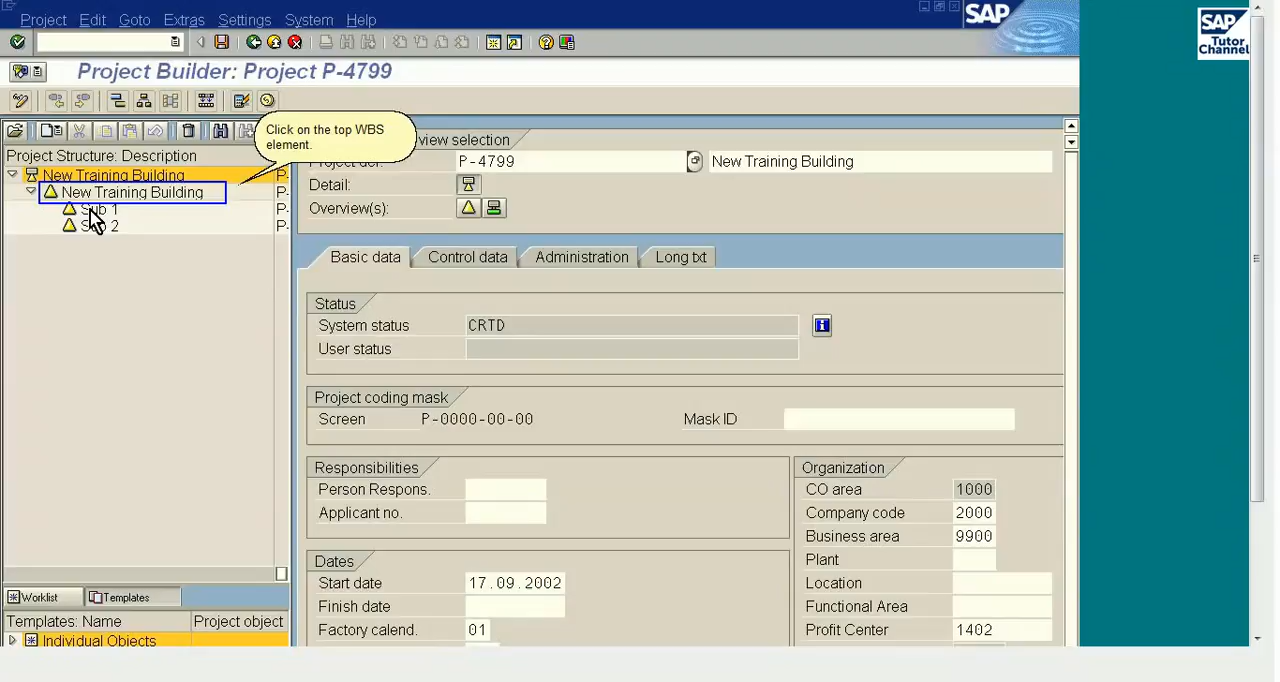 Project Edit Goto Extras Settings System Help
SAP
SAP
Tutor
Channel
Project Builder: Project P-4799
Click on the top WBS
element.
view selection
Project Structure: Description
Project def. P-4799 New Training Building
New Training Building P-
Detail:
New Training Building
Overview(s):
Sub 1 P-
Sub 2 P-
Basic data Control data Administration Long txt
Status
System status CRTD
User status
Project coding mask
Screen P-0000-00-00 Mask ID
Responsibilities Organization
Person Respons. CO area 1000
Applicant no. Company code 2000
Business area 9900
Dates Plant
Start date 17.09.2002 Location
Worklist Templates
Finish date Functional Area
Templates: Name Project object
Factory calend. 01 Profit Center 1402
Individual Objects